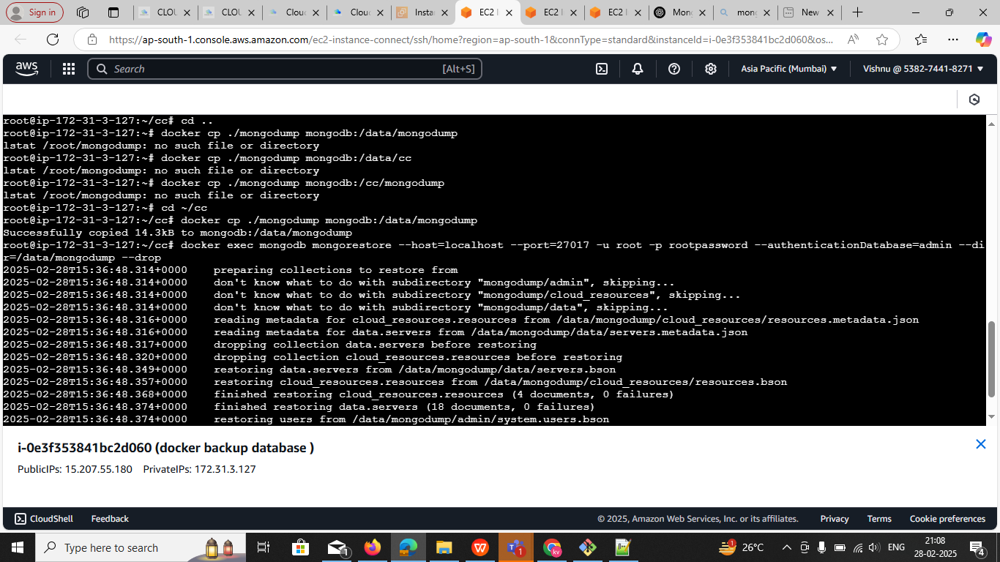 Sign in
CLOU
CLOU
Cloud
Cloud
Insta
EC2 I
EC2 I
EC2 I
Mong
mong
New
https://ap-south-1.console.aws.amazon.com/ec2-instance-connect/ssh/home?region=ap-south-1&connType=standard&instanceId=i-0e3f353841bc2d060&os...
aws
Search
[Alt+S]
Asia Pacific (Mumbai)
Vishnu @ 5382-7441-8271
root@ip-172-31-3-127:~/cc# cd ..
root@ip-172-31-3-127:~# docker cp ./mongodump mongodb:/data/mongodump
lstat /root/mongodump: no such file or directory
root@ip-172-31-3-127:~# docker cp ./mongodump mongodb:/data/cc
lstat /root/mongodump: no such file or directory
root@ip-172-31-3-127:~# docker cp ./mongodump mongodb:/cc/mongodump
lstat /root/mongodump: no such file or directory
root@ip-172-31-3-127:~# cd ~/cc
root@ip-172-31-3-127:~/cc# docker cp ./mongodump mongodb:/data/mongodump
Successfully copied 14.3kB to mongodb:/data/mongodump
root@ip-172-31-3-127:~/cc# docker exec mongodb mongorestore --host=localhost --port=27017 -u root -p rootpassword --authenticationDatabase=admin --di
r=/data/mongodump --drop
2025-02-28T15:36:48.314+0000    preparing collections to restore from
2025-02-28T15:36:48.314+0000    don't know what to do with subdirectory "mongodump/admin", skipping...
2025-02-28T15:36:48.314+0000    don't know what to do with subdirectory "mongodump/cloud_resources", skipping...
2025-02-28T15:36:48.314+0000    don't know what to do with subdirectory "mongodump/data", skipping...
2025-02-28T15:36:48.316+0000    reading metadata for cloud_resources.resources from /data/mongodump/cloud_resources/resources.metadata.json
2025-02-28T15:36:48.316+0000    reading metadata for data.servers from /data/mongodump/data/servers.metadata.json
2025-02-28T15:36:48.317+0000    dropping collection data.servers before restoring
2025-02-28T15:36:48.320+0000    dropping collection cloud_resources.resources before restoring
2025-02-28T15:36:48.349+0000    restoring data.servers from /data/mongodump/data/servers.bson
2025-02-28T15:36:48.357+0000    restoring cloud_resources.resources from /data/mongodump/cloud_resources/resources.bson
2025-02-28T15:36:48.368+0000    finished restoring cloud_resources.resources (4 documents, 0 failures)
2025-02-28T15:36:48.374+0000    finished restoring data.servers (18 documents, 0 failures)
2025-02-28T15:36:48.374+0000    restoring users from /data/mongodump/admin/system.users.bson
i-0e3f353841bc2d060 (docker backup database )
PublicIPs: 15.207.55.180 PrivateIPs: 172.31.3.127
CloudShell
Feedback
© 2025, Amazon Web Services, Inc. or its affiliates.
Privacy
Terms
Cookie preferences
Type here to search
26°C
ENG
21:08
28-02-2025